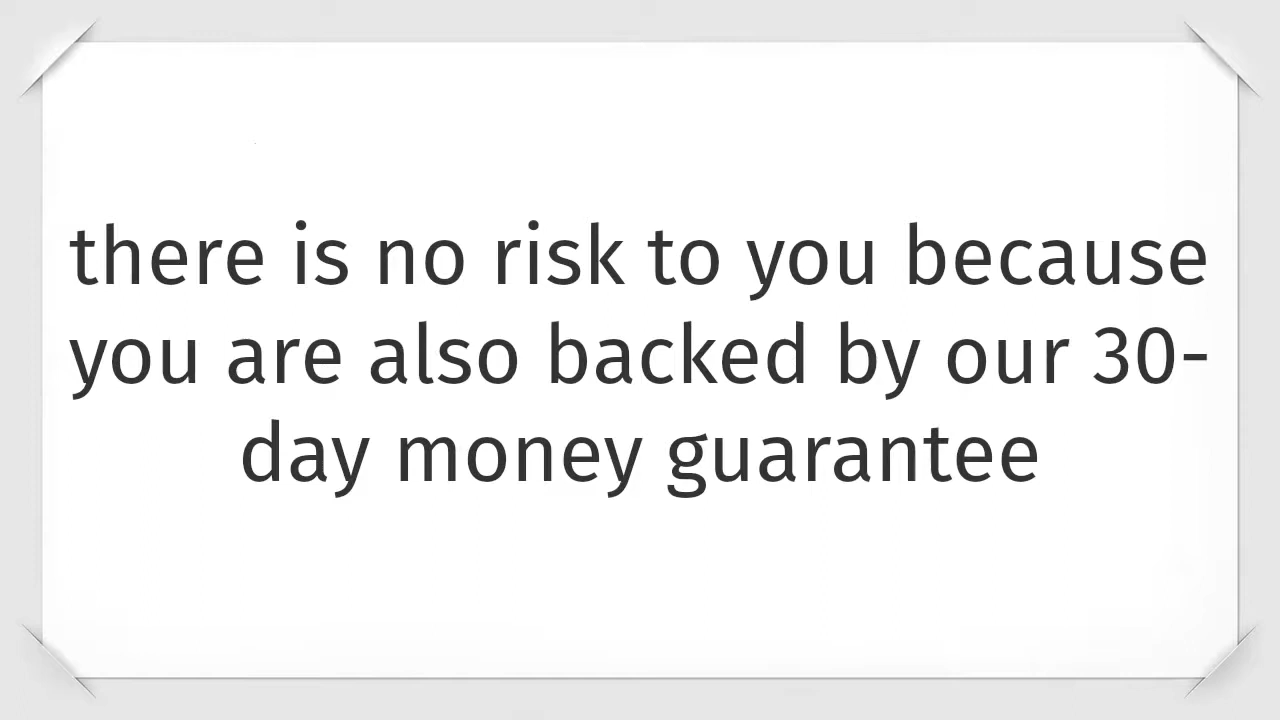 there is no risk to you because
you are also backed by our 30-
day money guarantee